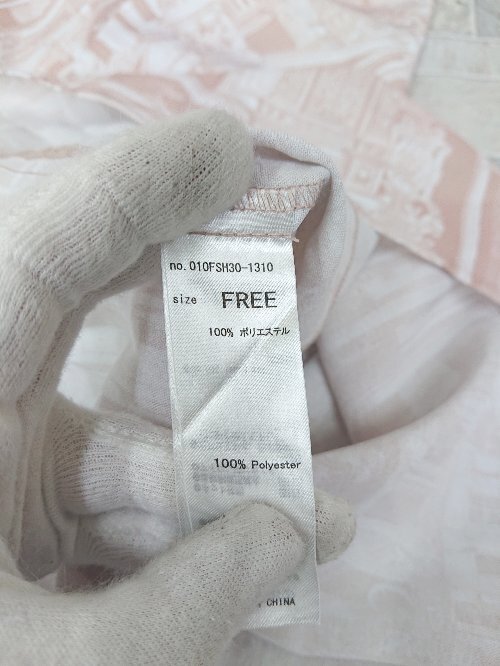 no.010FSH30-1310
size FREE
100% ポリエステル
100% Polyester
CHINA